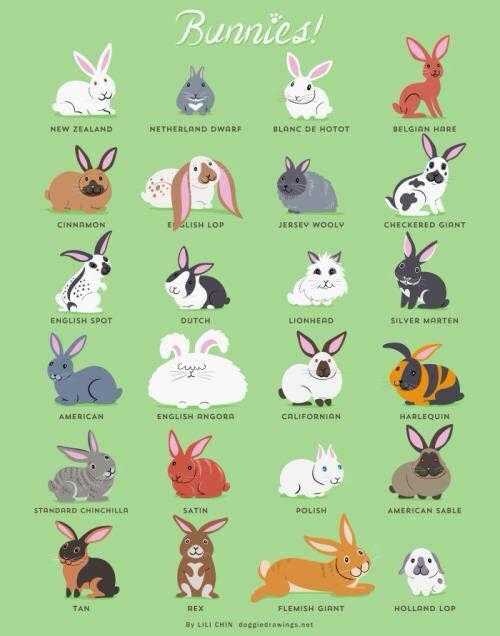 Bunnies!
NEW ZEALAND
NETHERLAND DWARF
BLANC DE HOTOT
BELGIAN HARE
CINNAMON
ENGLISH LOP
JERSEY WOOLY
CHECKERED GIANT
ENGLISH SPOT
DUTCH
LIONHEAD
SILVER MARTEN
AMERICAN
ENGLISH ANGORA
CALIFORNIAN
HARLEQUIN
STANDARD CHINCHILLA
SATIN
POLISH
AMERICAN SABLE
TAN
REX
FLEMISH GIANT
HOLLAND LOP
By LILI CHIN doggiedrawings.net